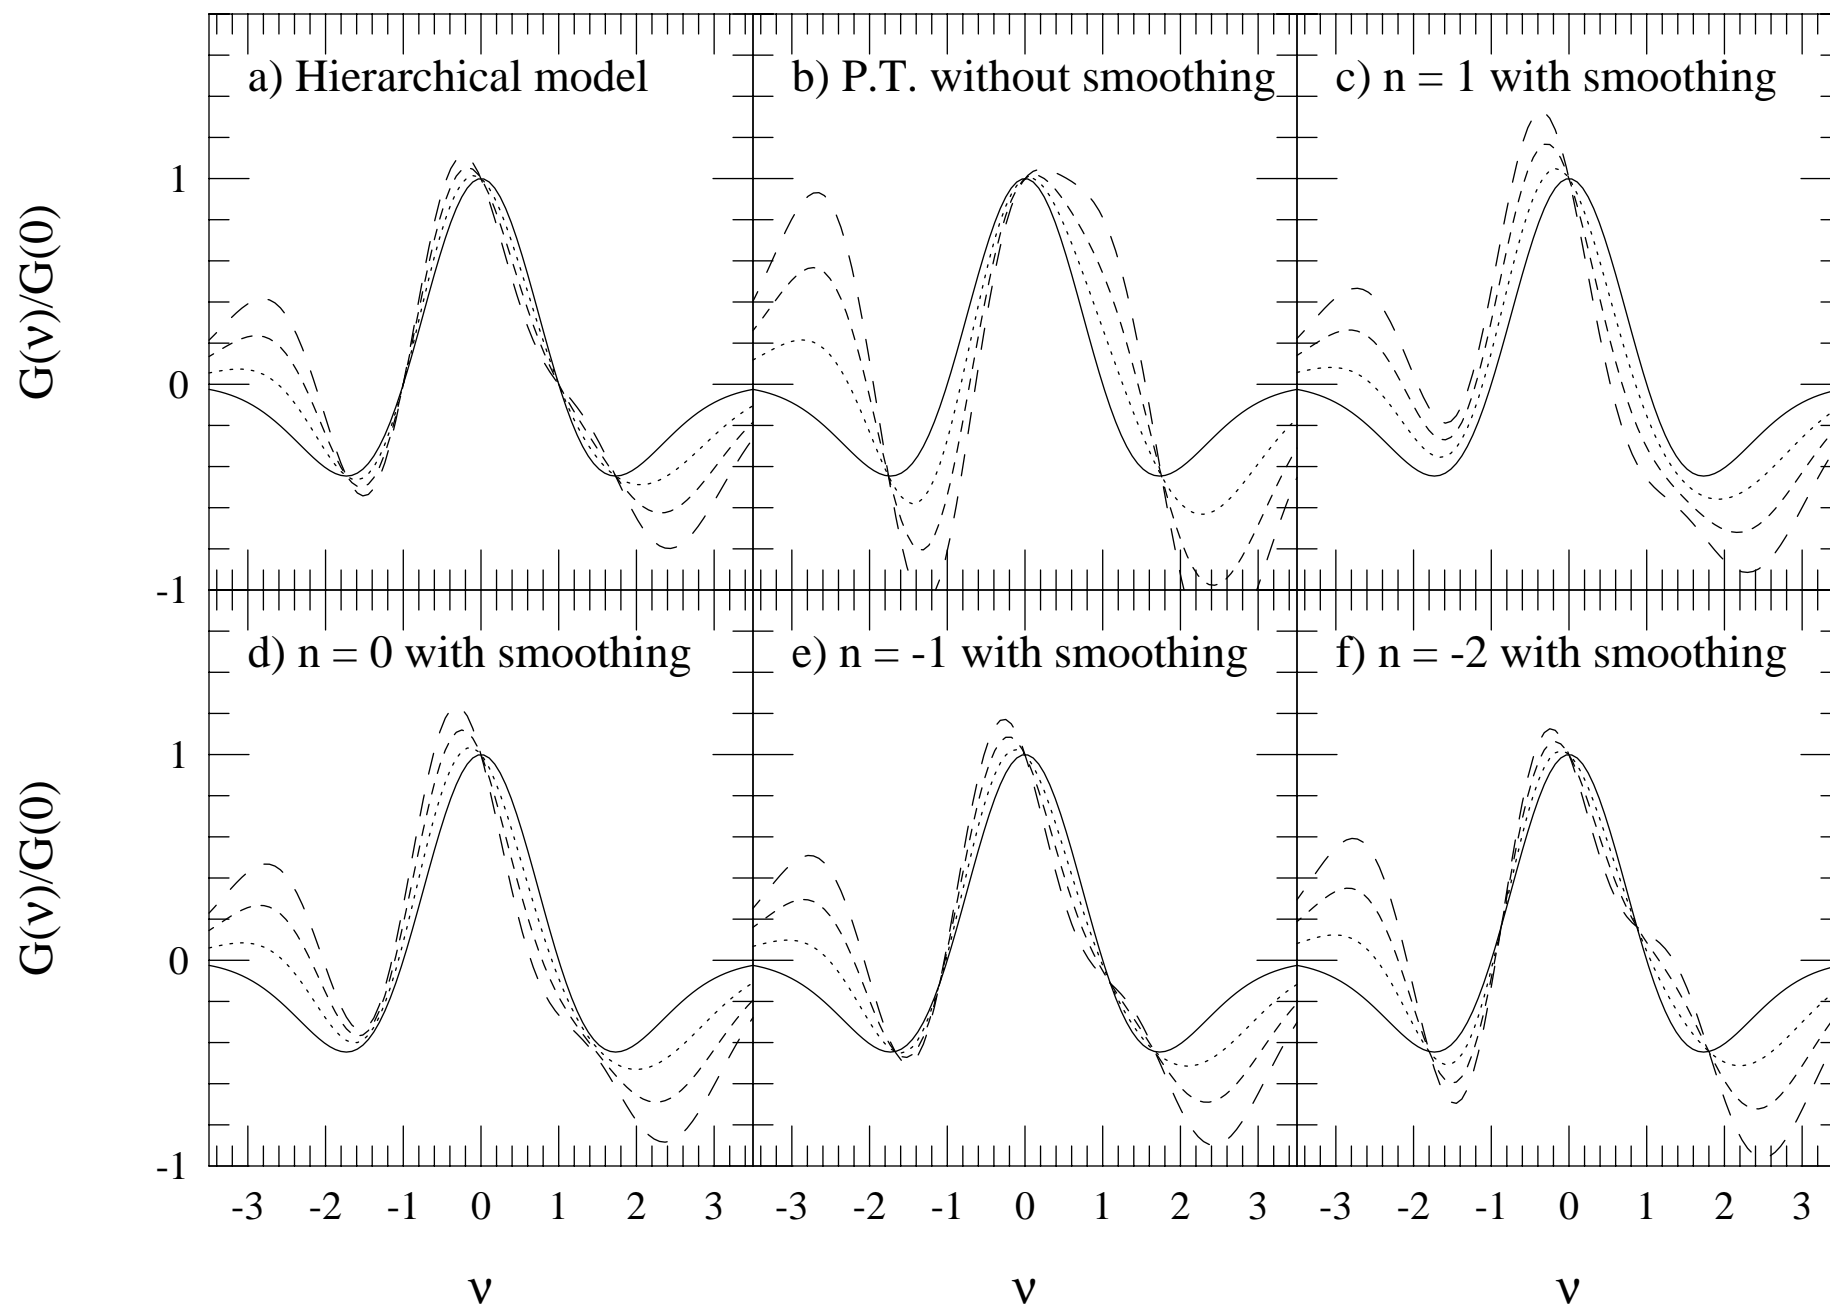 a) Hierarchical model
b) P.T. without smoothing
c) n = 1 with smoothing
G(ν)/G(0)
1
0
-1
d) n = 0 with smoothing
e) n = -1 with smoothing
f) n = -2 with smoothing
G(ν)/G(0)
1
0
-1
-3 -2 -1 0 1 2 3
-3 -2 -1 0 1 2 3
-3 -2 -1 0 1 2 3
ν
ν
ν